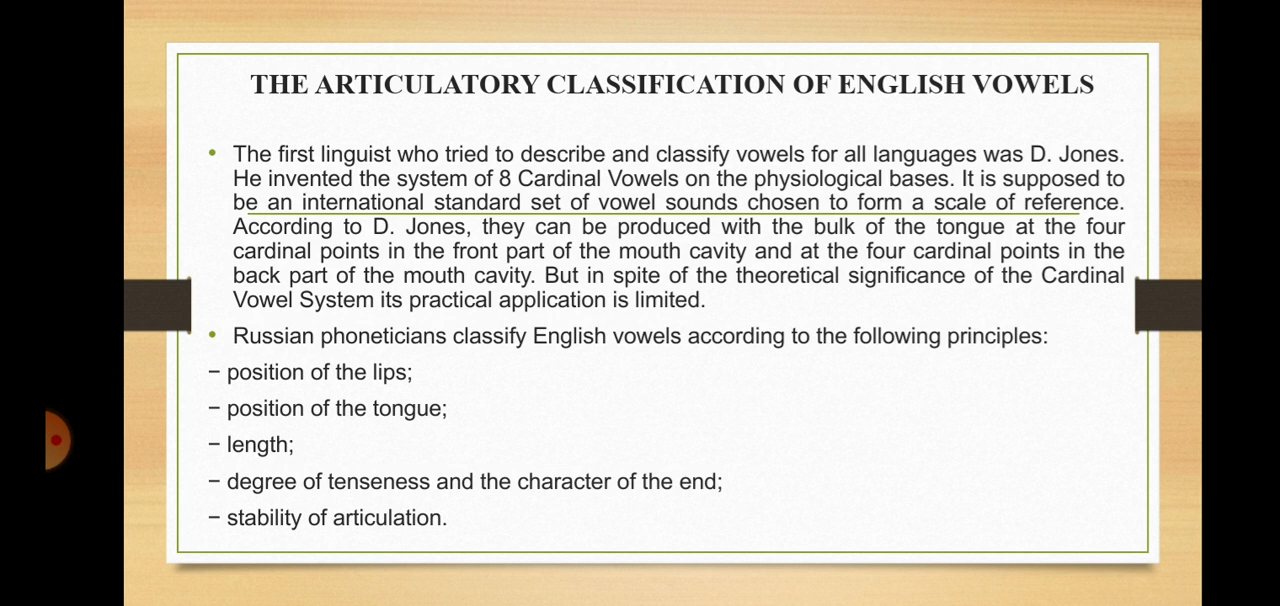 THE ARTICULATORY CLASSIFICATION OF ENGLISH VOWELS
• The first linguist who tried to describe and classify vowels for all languages was D. Jones.
He invented the system of 8 Cardinal Vowels on the physiological bases. It is supposed to
be an international standard set of vowel sounds chosen to form a scale of reference.
According to D. Jones, they can be produced with the bulk of the tongue at the four
cardinal points in the front part of the mouth cavity and at the four cardinal points in the
back part of the mouth cavity. But in spite of the theoretical significance of the Cardinal
Vowel System its practical application is limited.
• Russian phoneticians classify English vowels according to the following principles:
− position of the lips;
− position of the tongue;
− length;
− degree of tenseness and the character of the end;
− stability of articulation.